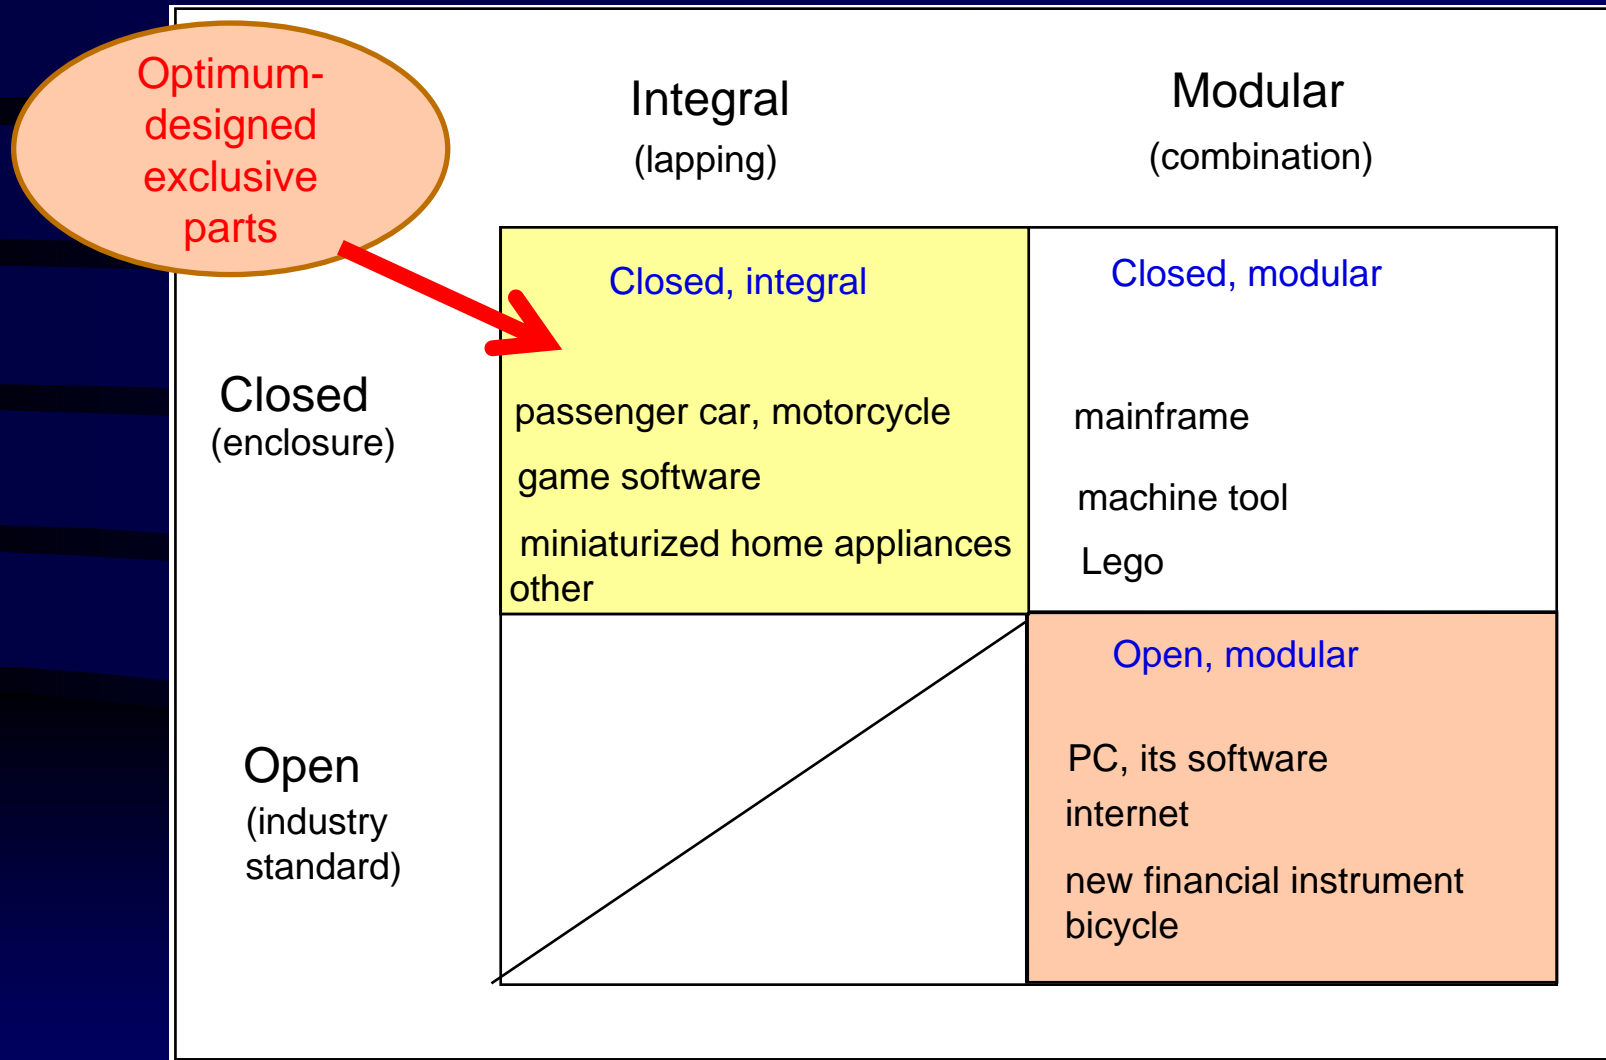 Optimum-
designed
exclusive
parts
Integral
(lapping)
Modular
(combination)
Closed
(enclosure)
Closed, integral
passenger car, motorcycle
game software
miniaturized home appliances
other
Closed, modular
mainframe
machine tool
Lego
Open
(industry
standard)
Open, modular
PC, its software
internet
new financial instrument
bicycle